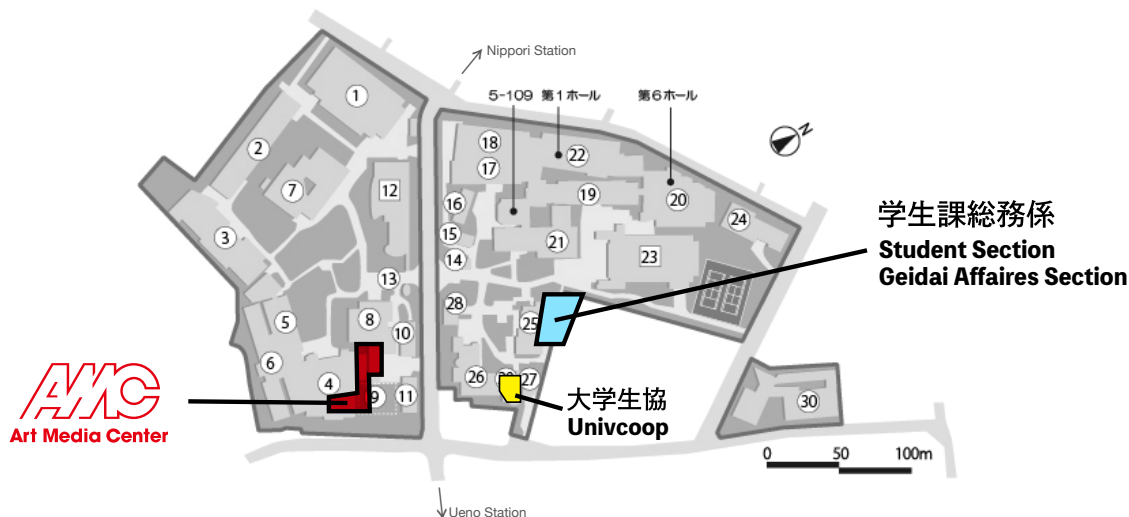 Nippori Station
5-109 第1ホール 第6ホール
N
1
2
3
4
5
6
7
8
9
10
11
12
13
14
15
16
17
18
19
20
21
22
23
24
25
26
27
28
30
学生課総務係
Student Section
Geidai Affaires Section
AMC
Art Media Center
大学生協
Univcoop
0 50 100m
Ueno Station